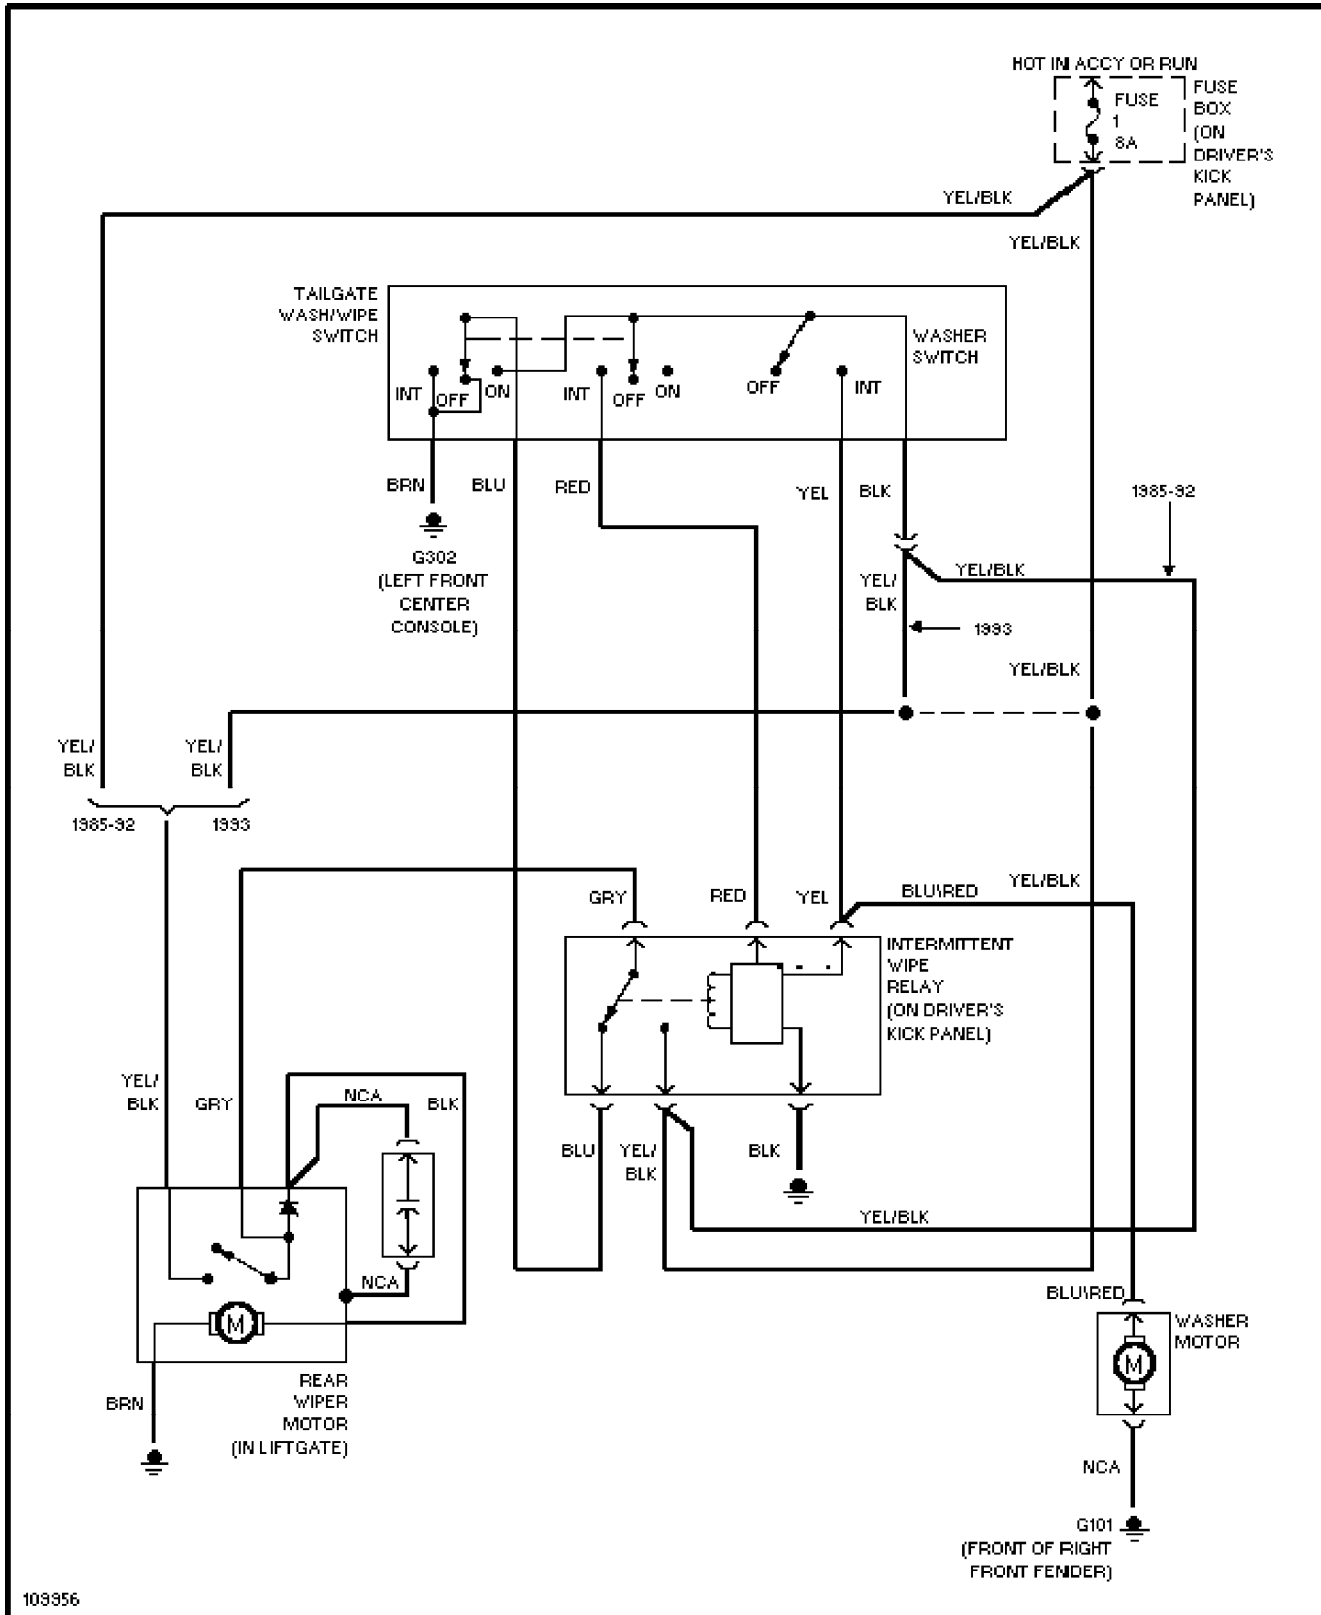 HOT IN ACCY OR RUN
FUSE
1
8A
FUSE
BOX
(ON
DRIVER'S
KICK
PANEL)
YEL/BLK
YEL/BLK
TAILGATE
WASH/WIPE
SWITCH
WASHER
SWITCH
INT
OFF
ON
INT
OFF
ON
OFF
INT
BRN
BLU
RED
YEL
BLK
1985-92
G302
(LEFT FRONT
CENTER
CONSOLE)
YEL/BLK
YEL/
BLK
1993
YEL/BLK
YEL/
BLK
YEL/
BLK
1985-92
1993
GRY
RED
YEL
BLU\RED
YEL/BLK
INTERMITTENT
WIPE
RELAY
(ON DRIVER'S
KICK PANEL)
YEL/
BLK
GRY
NCA
BLK
BLU
YEL/
BLK
BLK
YEL/BLK
NCA
M
BLU\RED
WASHER
MOTOR
M
BRN
REAR
WIPER
MOTOR
(IN LIFTGATE)
NCA
G101
(FRONT OF RIGHT
FRONT FENDER)
109956